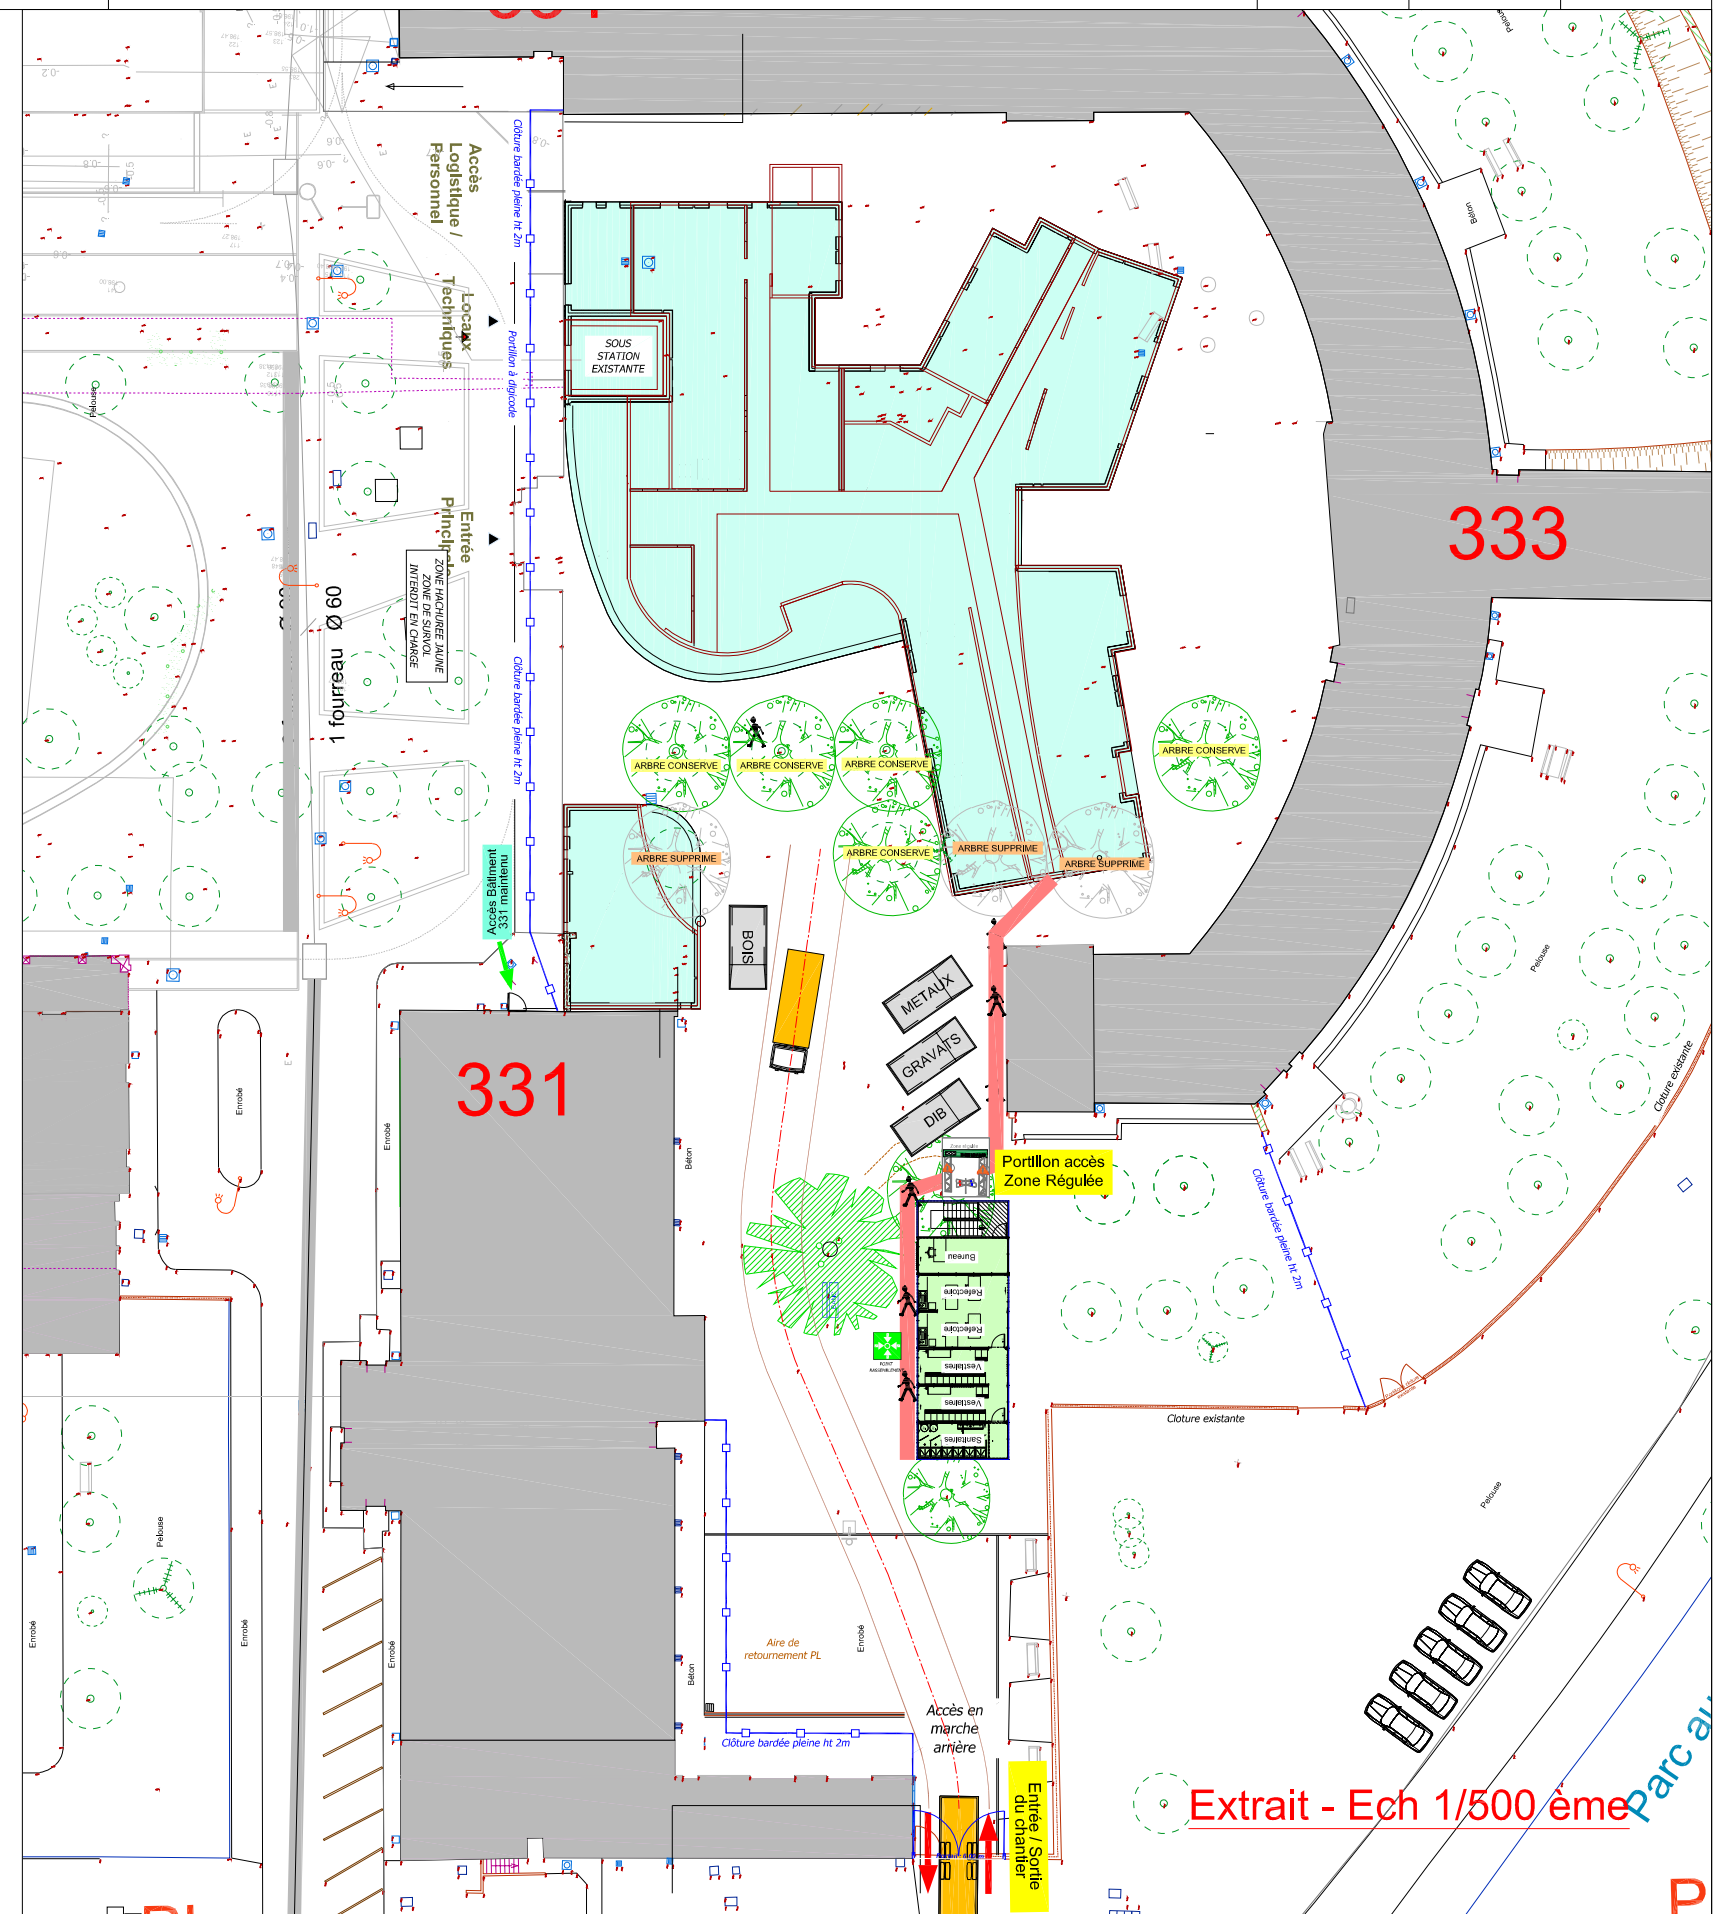 Accès
Logistique /
Personnel
Clôture bardée pleine ht 2m
Locaux
Techniques
Portillon à digicode
SOUS
STATION
EXISTANTE
Béton
Pelouse
333
Entrée
Principale
ZONE HACHUREE JAUNE
ZONE DE SURVOL
INTERDIT EN CHARGE
1 fourreau Ø 60
Clôture bardée pleine ht 2m
ARBRE CONSERVE
ARBRE CONSERVE
ARBRE CONSERVE
ARBRE CONSERVE
ARBRE SUPPRIME
ARBRE CONSERVE
ARBRE SUPPRIME
ARBRE SUPPRIME
Accès Bâtiment
331 maintenu
BOIS
METAUX
GRAVATS
DIB
331
Pelouse
Cloture existante
Enrobé
Enrobé
Béton
Zone régulée
Portillon accès
Zone Régulée
Clôture bardée pleine ht 2m
Bureau
Refectoire
Refectoire
Vestiaires
Vestiaires
Sanitaires
POINT
RASSEMBLEMENT
Cloture existante
Pelouse
Pelouse
Enrobé
Enrobé
Enrobé
Béton
Aire de
retournement PL
Enrobé
Accès en
marche
arrière
Clôture bardée pleine ht 2m
Entrée / Sortie
du chantier
Extrait - Ech 1/500 ème
Parc au
P